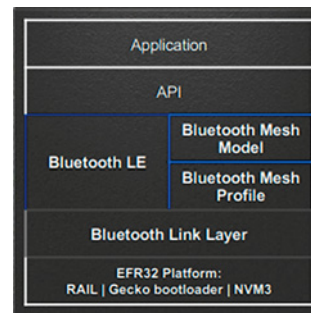 Application
API
Bluetooth LE
Bluetooth Mesh
Model
Bluetooth Mesh
Profile
Bluetooth Link Layer
EFR32 Platform:
RAIL | Gecko bootloader | NVM3